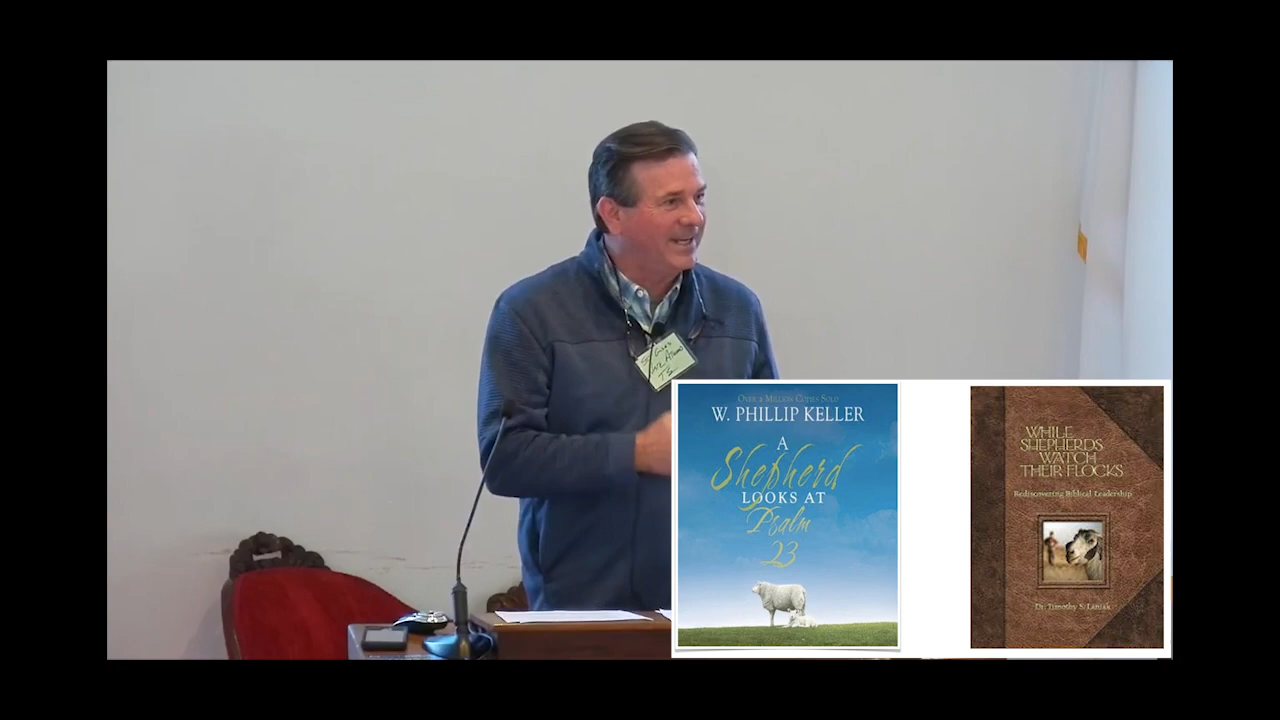 OVER 2 MILLION COPIES SOLD
W. PHILLIP KELLER
A
Shepherd
LOOKS AT
Psalm
23
WHILE
SHEPHERDS
WATCH
THEIR FLOCKS
Rediscovering Biblical Leadership
Dr. Timothy S. Laniak